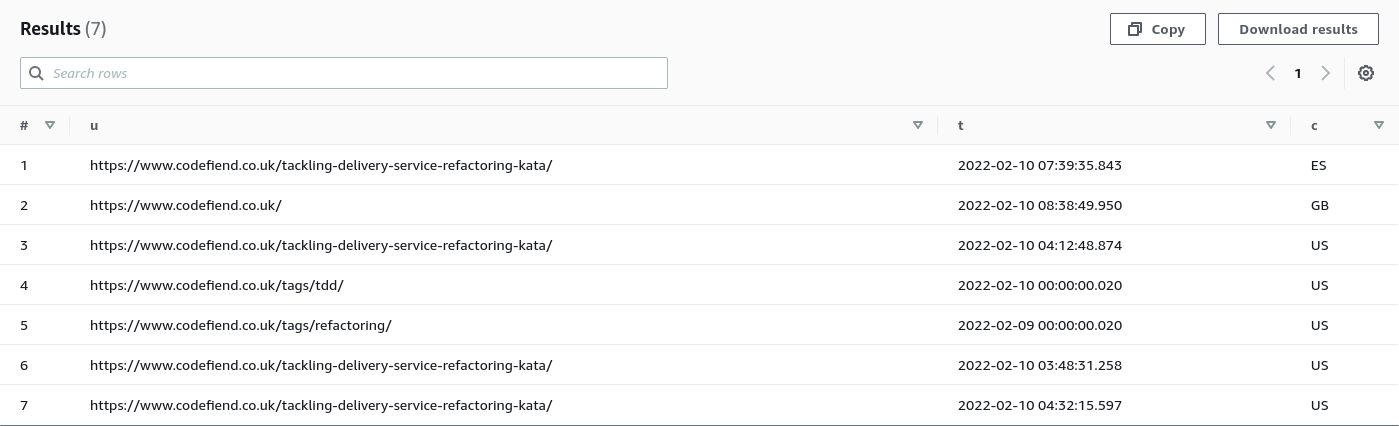 Results (7)
Copy
Download results
Search rows
1
# u t c
1 https://www.codefiend.co.uk/tackling-delivery-service-refactoring-kata/ 2022-02-10 07:39:35.843 ES
2 https://www.codefiend.co.uk/ 2022-02-10 08:38:49.950 GB
3 https://www.codefiend.co.uk/tackling-delivery-service-refactoring-kata/ 2022-02-10 04:12:48.874 US
4 https://www.codefiend.co.uk/tags/tdd/ 2022-02-10 00:00:00.020 US
5 https://www.codefiend.co.uk/tags/refactoring/ 2022-02-09 00:00:00.020 US
6 https://www.codefiend.co.uk/tackling-delivery-service-refactoring-kata/ 2022-02-10 03:48:31.258 US
7 https://www.codefiend.co.uk/tackling-delivery-service-refactoring-kata/ 2022-02-10 04:32:15.597 US